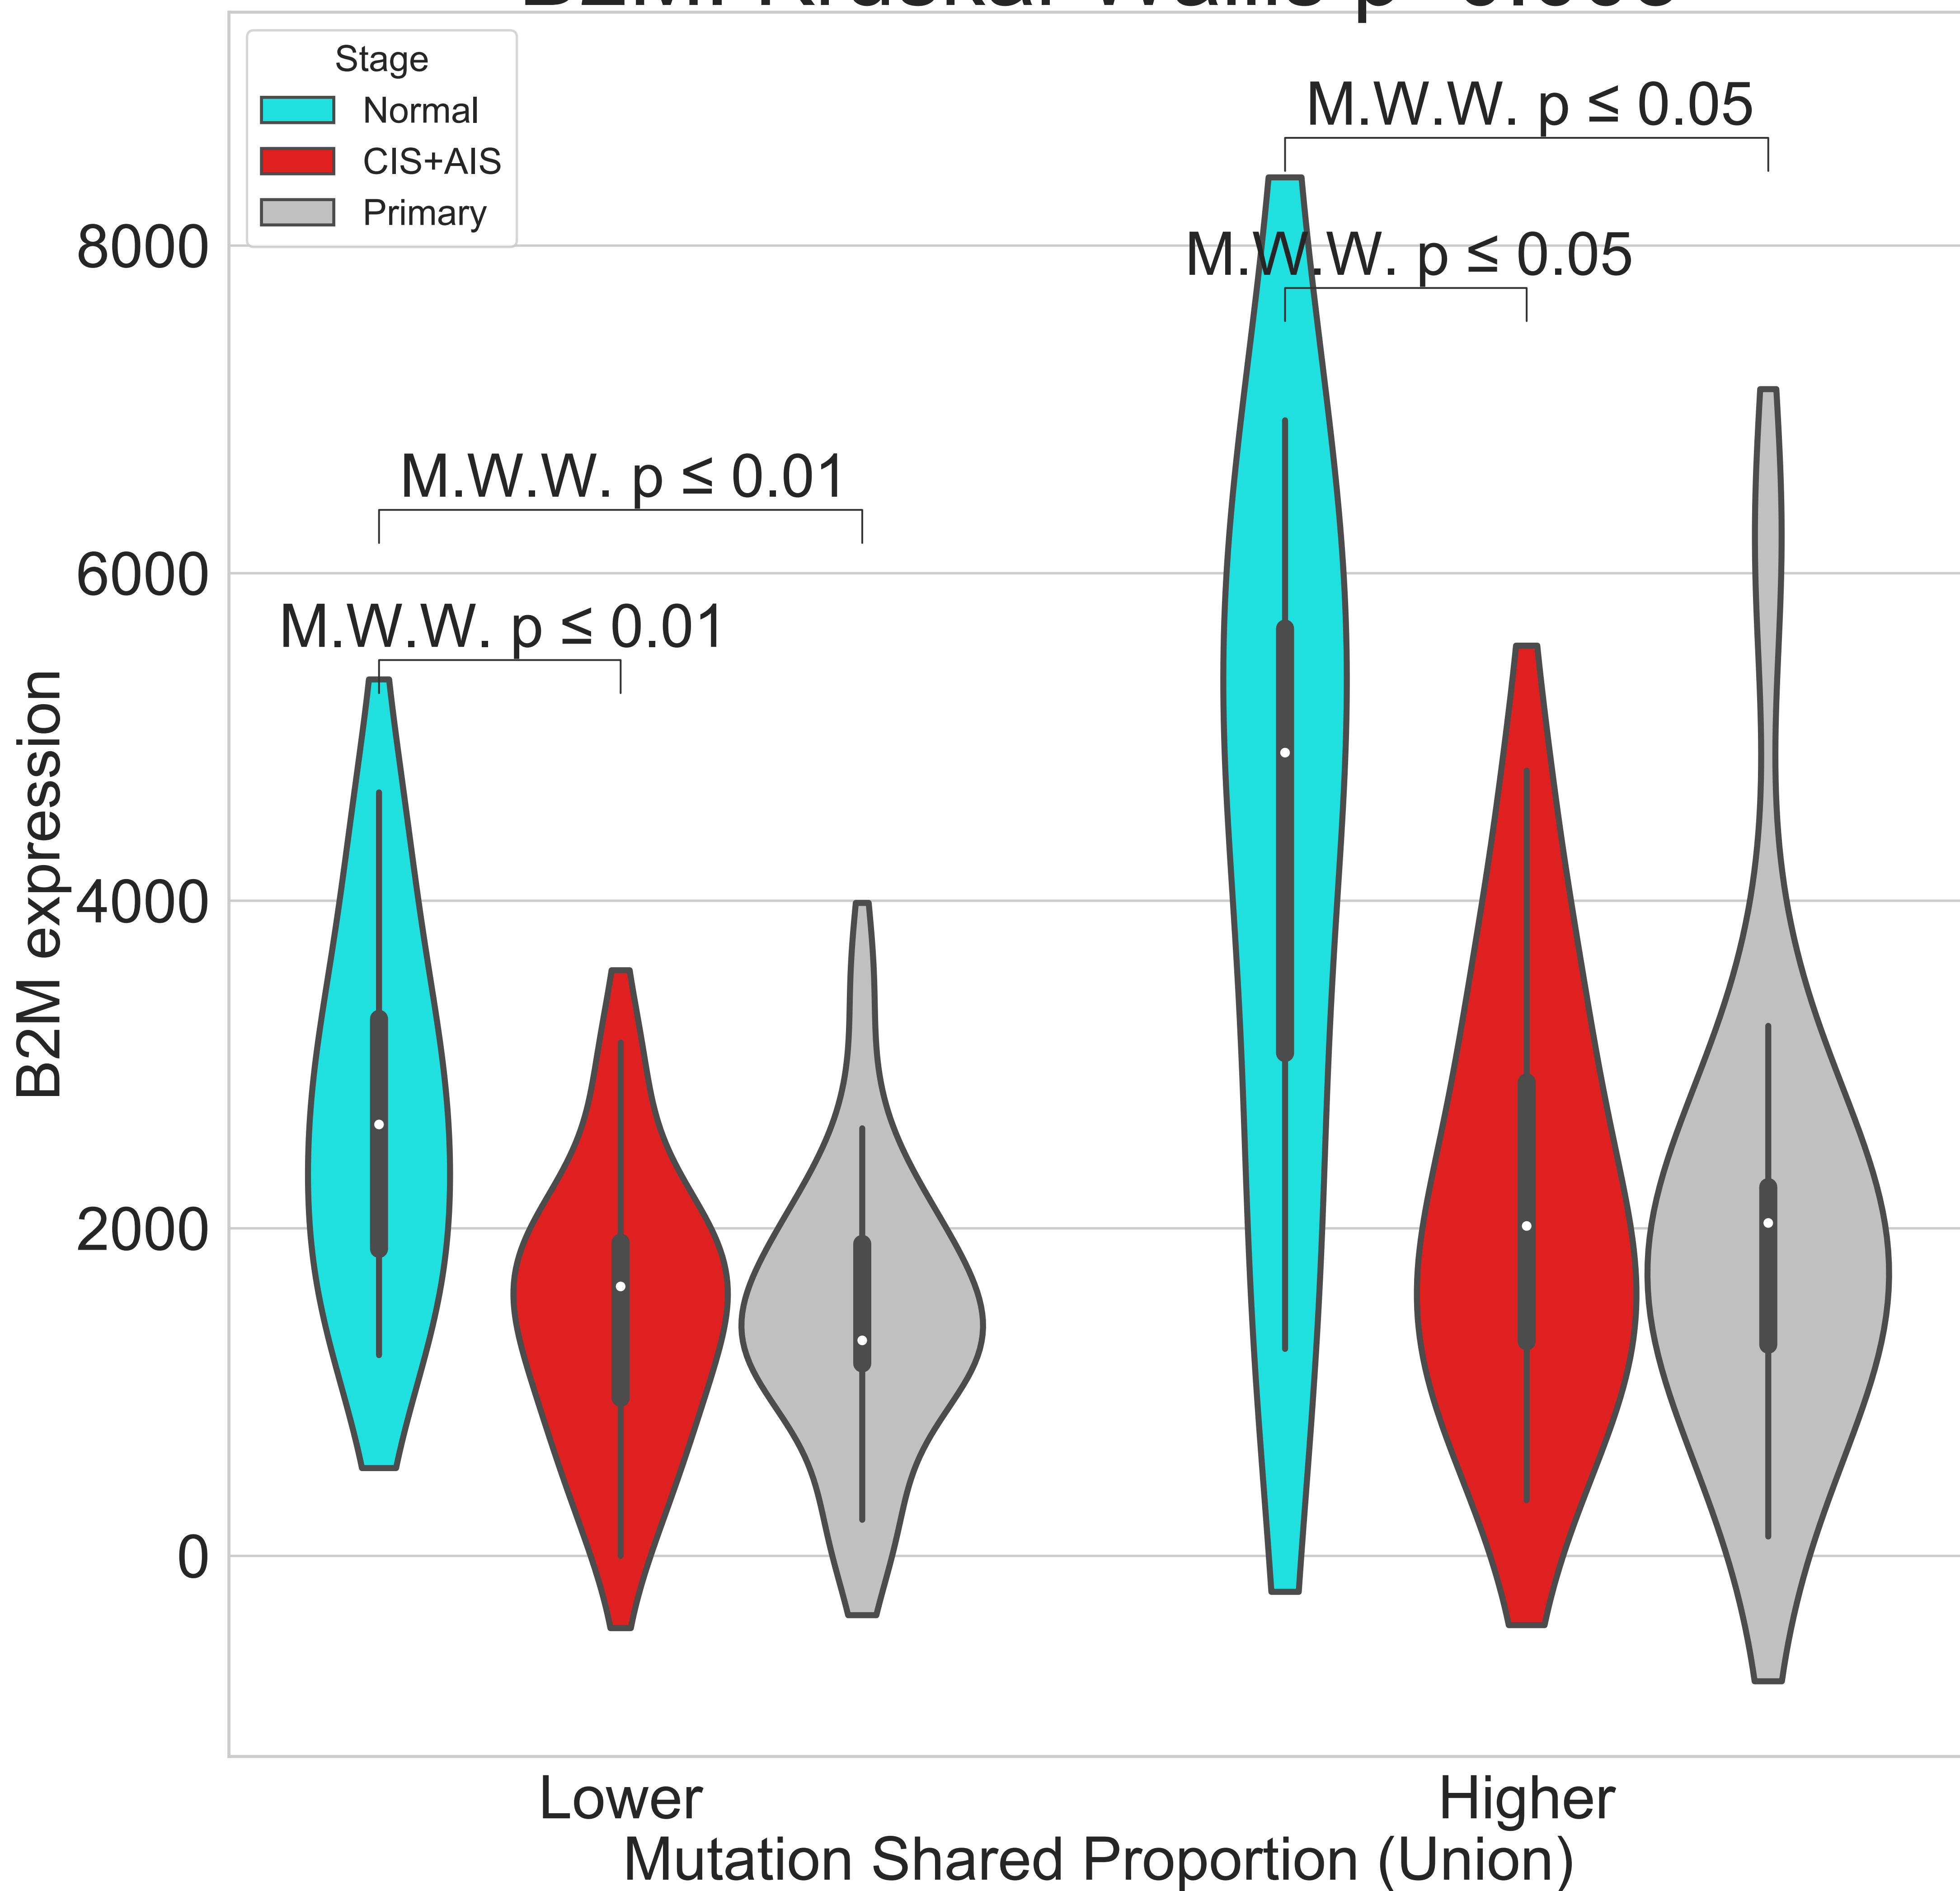 Stage
Normal
CIS+AIS
Primary
M.W.W. p ≤ 0.05
M.W.W. p ≤ 0.05
M.W.W. p ≤ 0.01
M.W.W. p ≤ 0.01
8000
6000
4000
2000
0
B2M expression
Lower
Higher
Mutation Shared Proportion (Union)